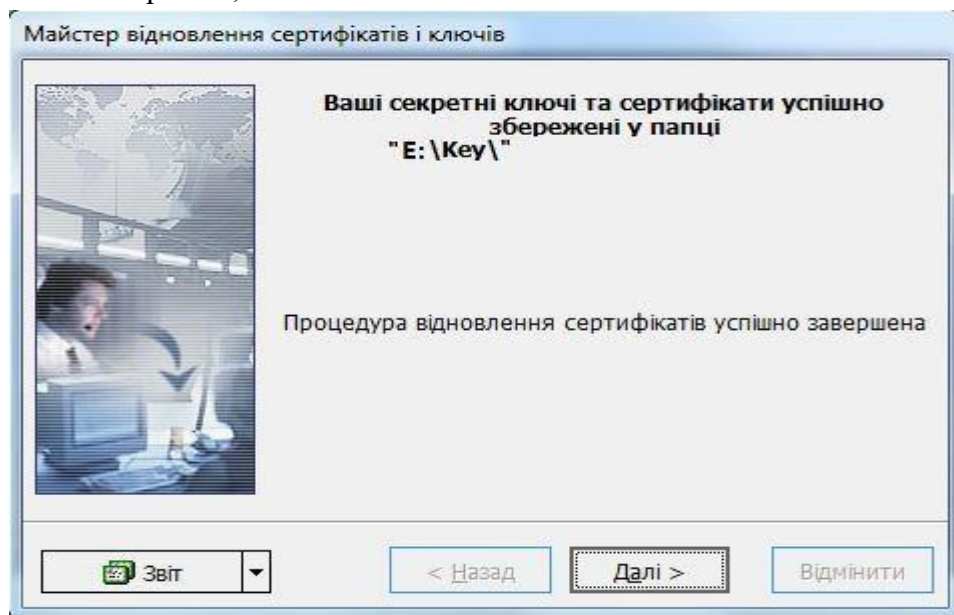 Майстер відновлення сертифікатів і ключів
Ваші секретні ключі та сертифікати успішно
збережені у папці
"E:\Key\"
Процедура відновлення сертифікатів успішно завершена
Звіт
< Назад
Далі >
Відмінити